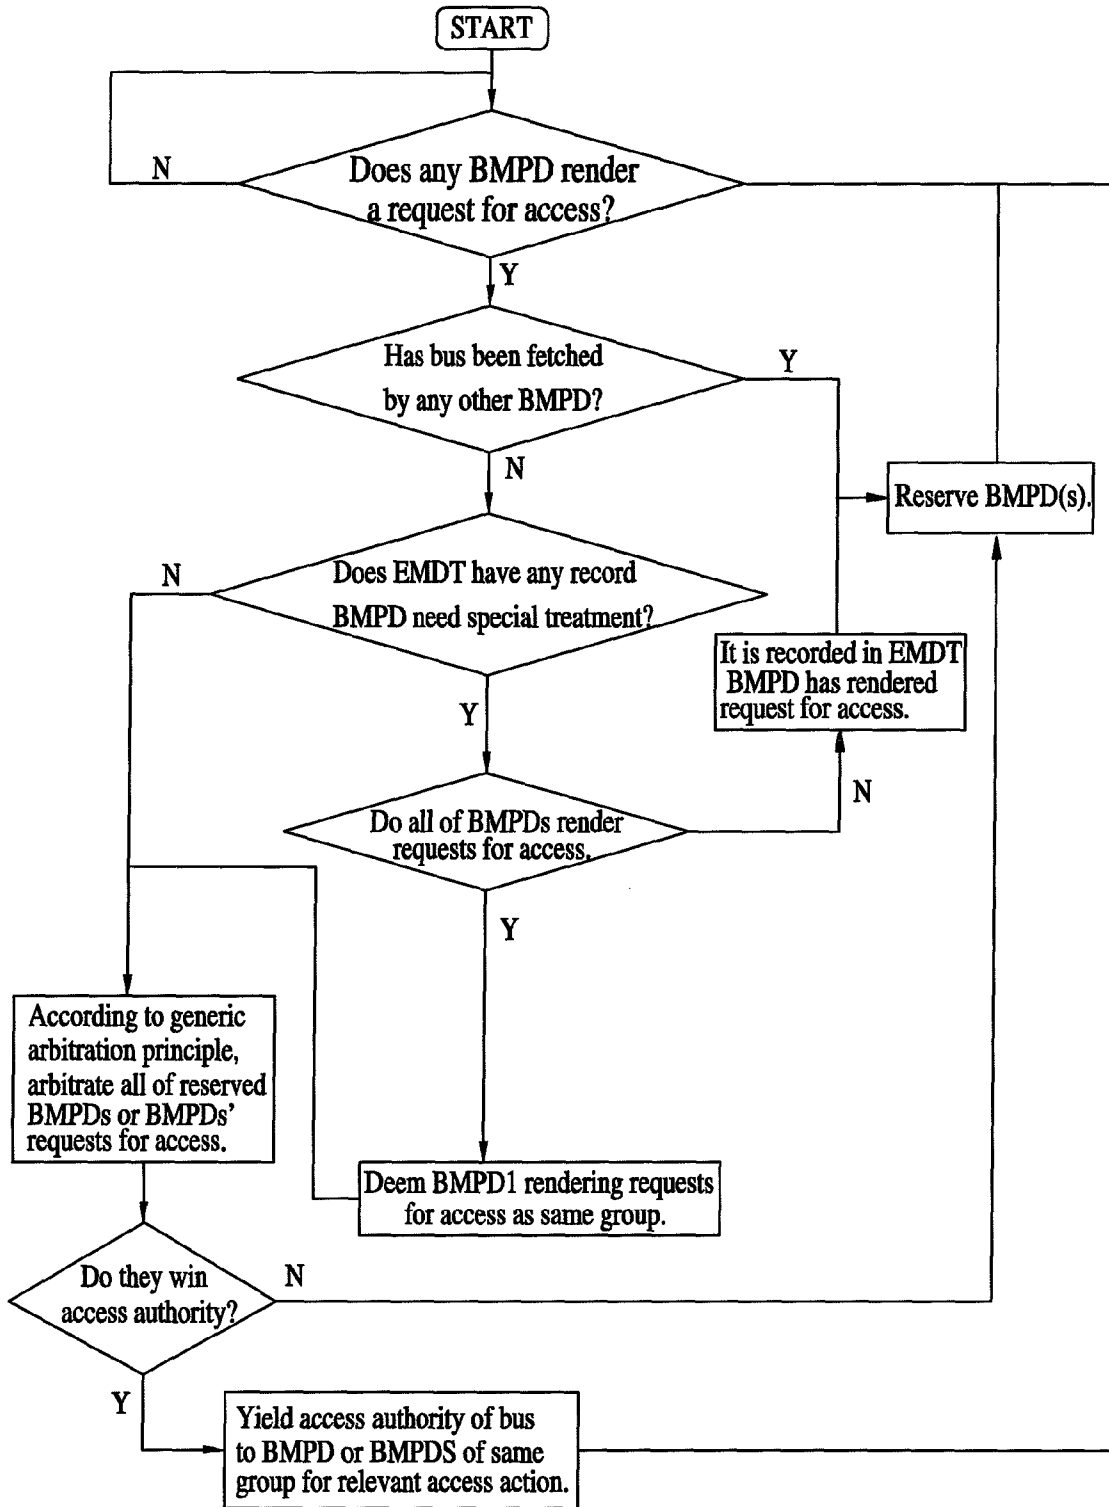 START
N
Does any BMPD render
a request for access?
Y
Has bus been fetched
by any other BMPD?
Y
N
Reserve BMPD(s).
N
Does EMDT have any record
BMPD need special treatment?
It is recorded in EMDT
BMPD has rendered
request for access.
Y
N
Do all of BMPDs render
requests for access.
Y
According to generic
arbitration principle,
arbitrate all of reserved
BMPDs or BMPDs'
requests for access.
Deem BMPD1 rendering requests
for access as same group.
Do they win
access authority?
N
Y
Yield access authority of bus
to BMPD or BMPDS of same
group for relevant access action.